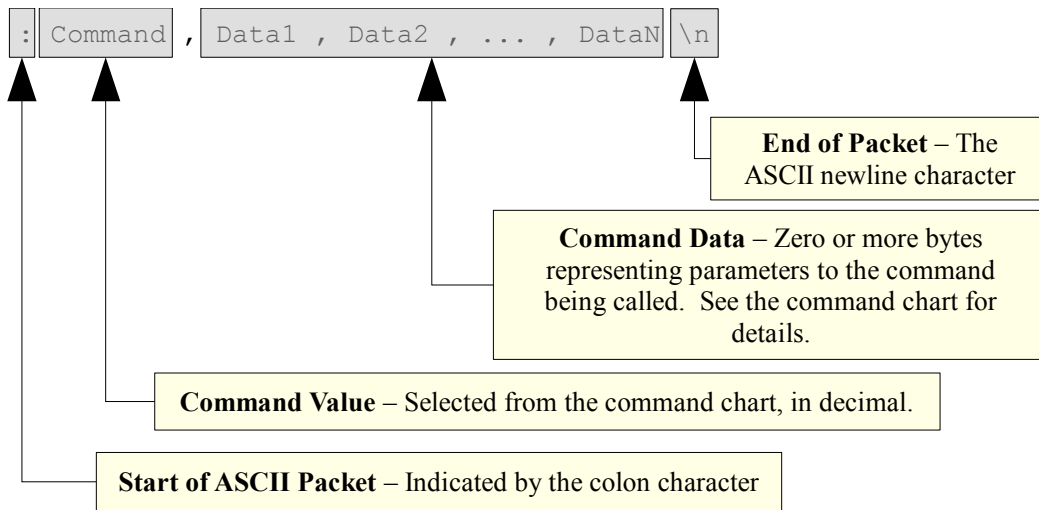 : Command , Data1 , Data2 , ... , DataN \n
End of Packet – The
ASCII newline character
Command Data – Zero or more bytes
representing parameters to the command
being called. See the command chart for
details.
Command Value – Selected from the command chart, in decimal.
Start of ASCII Packet – Indicated by the colon character